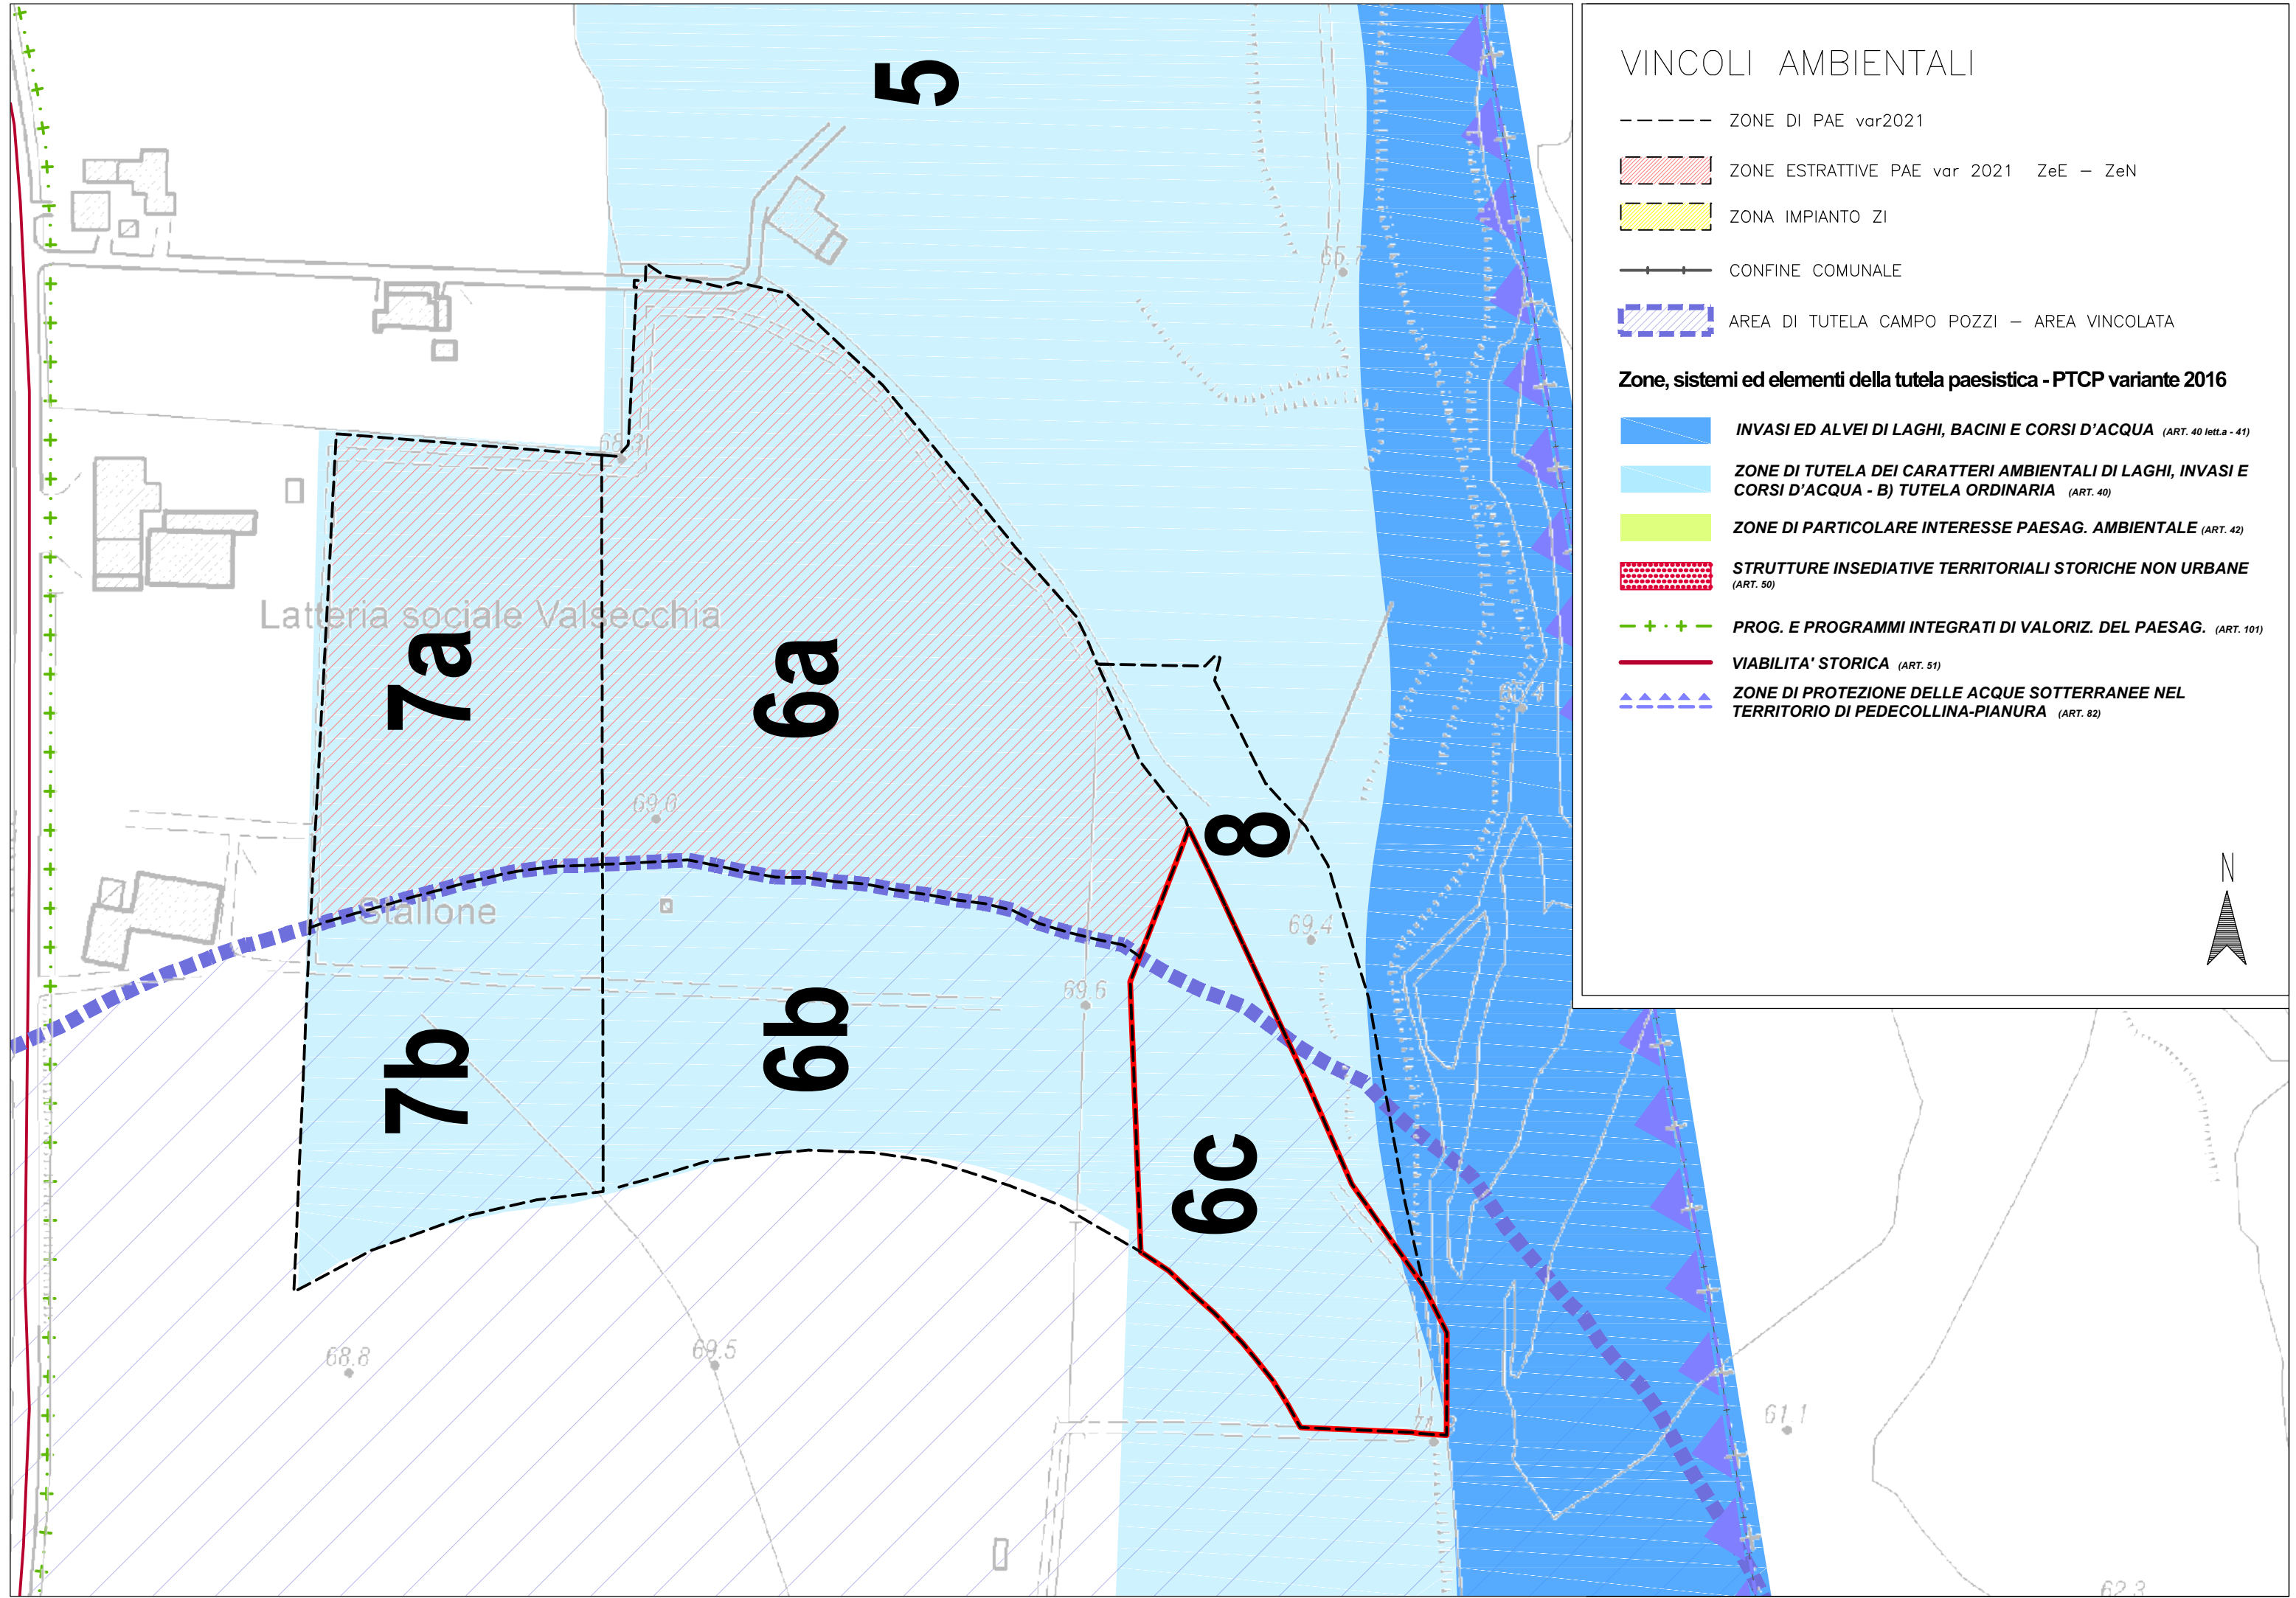 5
65.7
68.3
Latteria sociale Valsecchia
7a
6a
69.0
8
Stallone
69.4
69.6
7b
6b
6c
68.8
69.5
71
61.1
62.3
VINCOLI AMBIENTALI
ZONE DI PAE var2021
ZONE ESTRATTIVE PAE var 2021 ZeE – ZeN
ZONA IMPIANTO ZI
CONFINE COMUNALE
AREA DI TUTELA CAMPO POZZI – AREA VINCOLATA
Zone, sistemi ed elementi della tutela paesistica - PTCP variante 2016
INVASI ED ALVEI DI LAGHI, BACINI E CORSI D'ACQUA (ART. 40 lett.a - 41)
ZONE DI TUTELA DEI CARATTERI AMBIENTALI DI LAGHI, INVASI E
CORSI D'ACQUA - B) TUTELA ORDINARIA (ART. 40)
ZONE DI PARTICOLARE INTERESSE PAESAG. AMBIENTALE (ART. 42)
STRUTTURE INSEDIATIVE TERRITORIALI STORICHE NON URBANE
(ART. 50)
PROG. E PROGRAMMI INTEGRATI DI VALORIZ. DEL PAESAG. (ART. 101)
VIABILITA' STORICA (ART. 51)
ZONE DI PROTEZIONE DELLE ACQUE SOTTERRANEE NEL
TERRITORIO DI PEDECOLLINA-PIANURA (ART. 82)
N